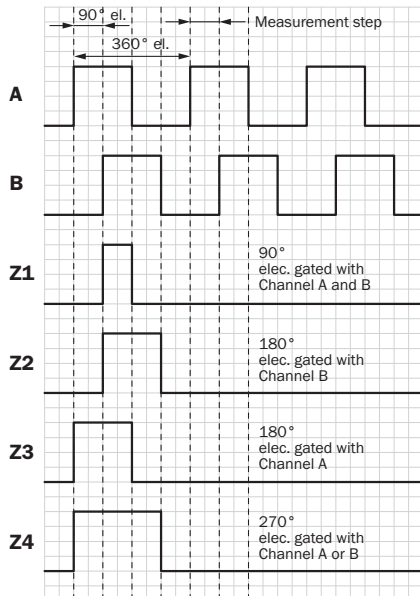 90° el.
Measurement step
360° el.
A
B
Z1
90°
elec. gated with
Channel A and B
Z2
180°
elec. gated with
Channel B
Z3
180°
elec. gated with
Channel A
Z4
270°
elec. gated with
Channel A or B